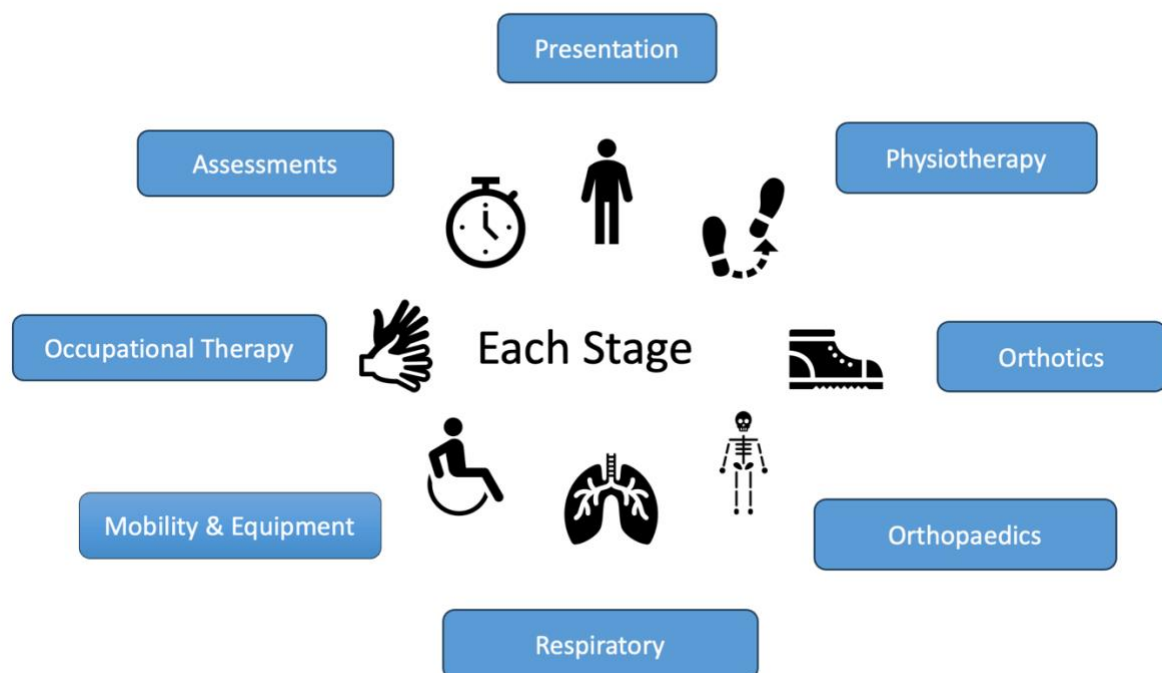 Presentation
Assessments
Physiotherapy
Occupational Therapy
Each Stage
Orthotics
Mobility & Equipment
Orthopaedics
Respiratory